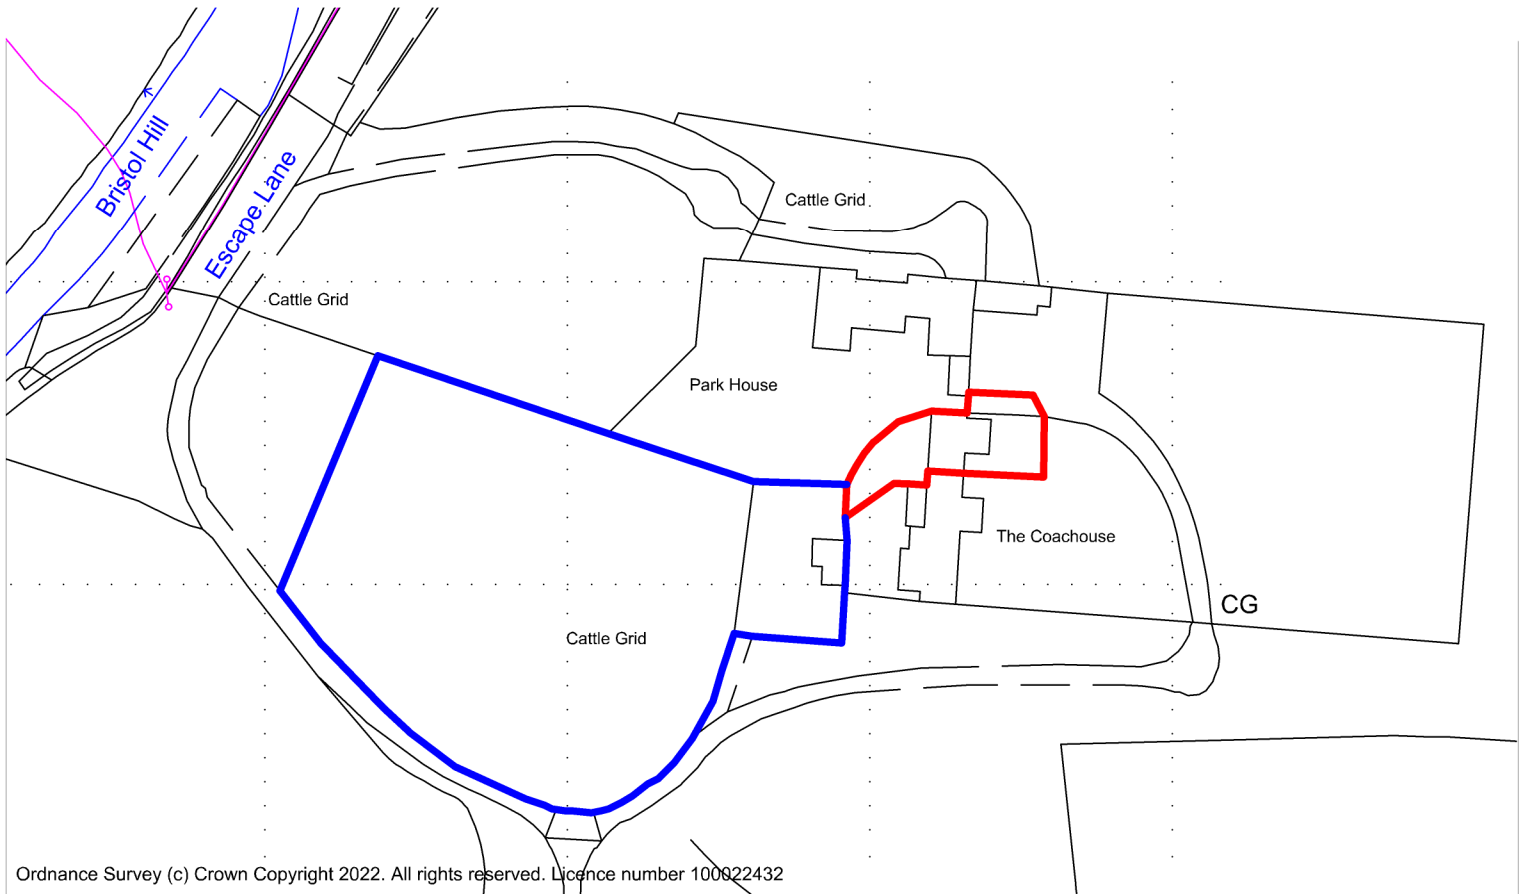 Bristol Hill
Escape Lane
Cattle Grid
Cattle Grid
Park House
The Coachouse
CG
Cattle Grid
Ordnance Survey (c) Crown Copyright 2022. All rights reserved. Licence number 100022432